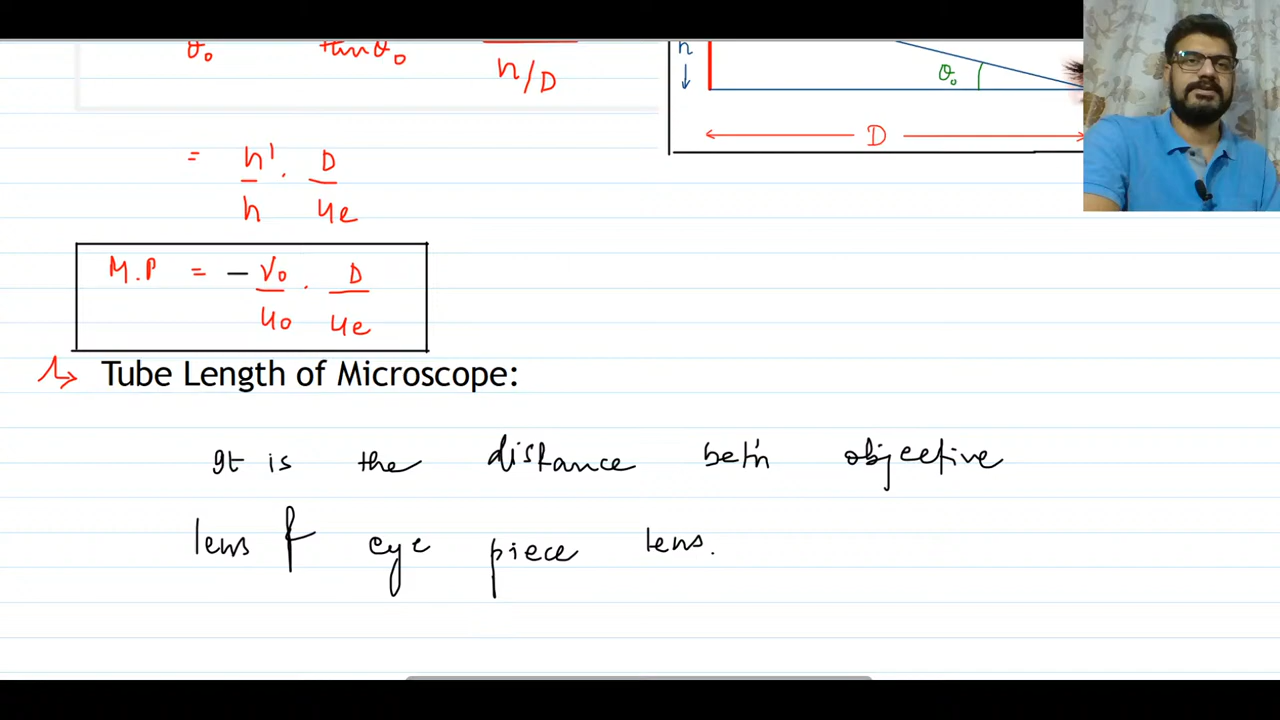 θ₀ tanθ₀ h/D
h
↓
θ₀
D
= h'/h · D/ue
M.P = - V₀/u₀ · D/ue
Tube Length of Microscope:
It is the distance bet'n objective
lens & eye piece lens.